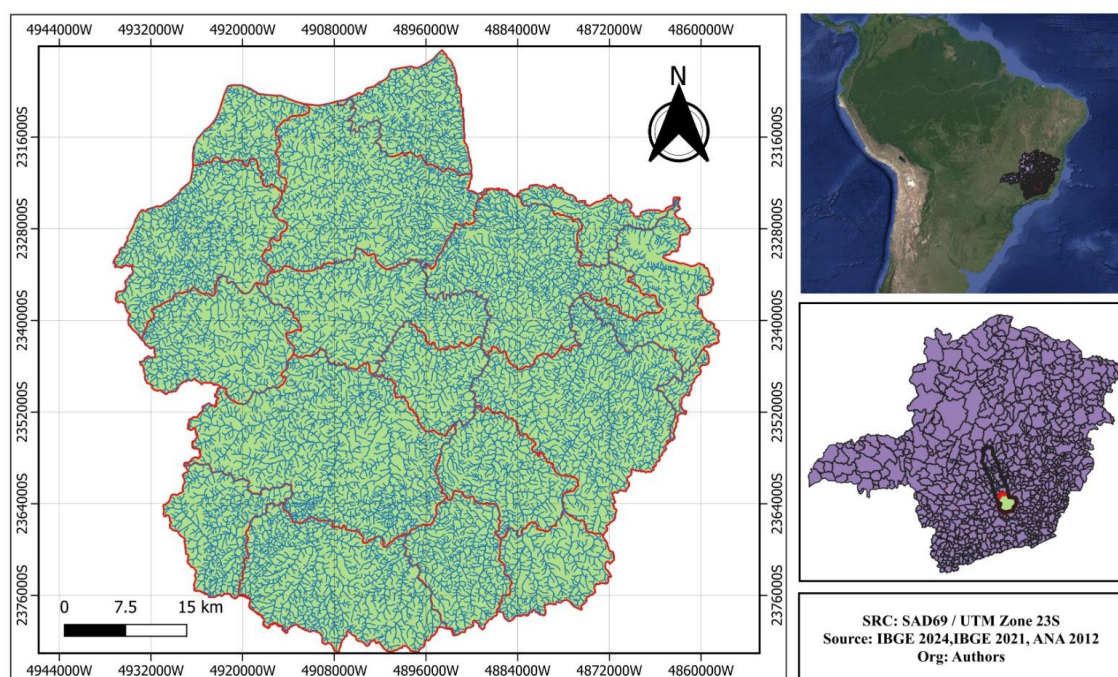 4944000W 4932000W 4920000W 4908000W 4896000W 4884000W 4872000W 4860000W
N
2316000S 2316000S
2328000S 2328000S
2340000S 2340000S
2352000S 2352000S
2364000S 2364000S
2376000S 2376000S
0 7.5 15 km
4944000W 4932000W 4920000W 4908000W 4896000W 4884000W 4872000W 4860000W
SRC: SAD69 / UTM Zone 23S
Source: IBGE 2024,IBGE 2021, ANA 2012
Org: Authors